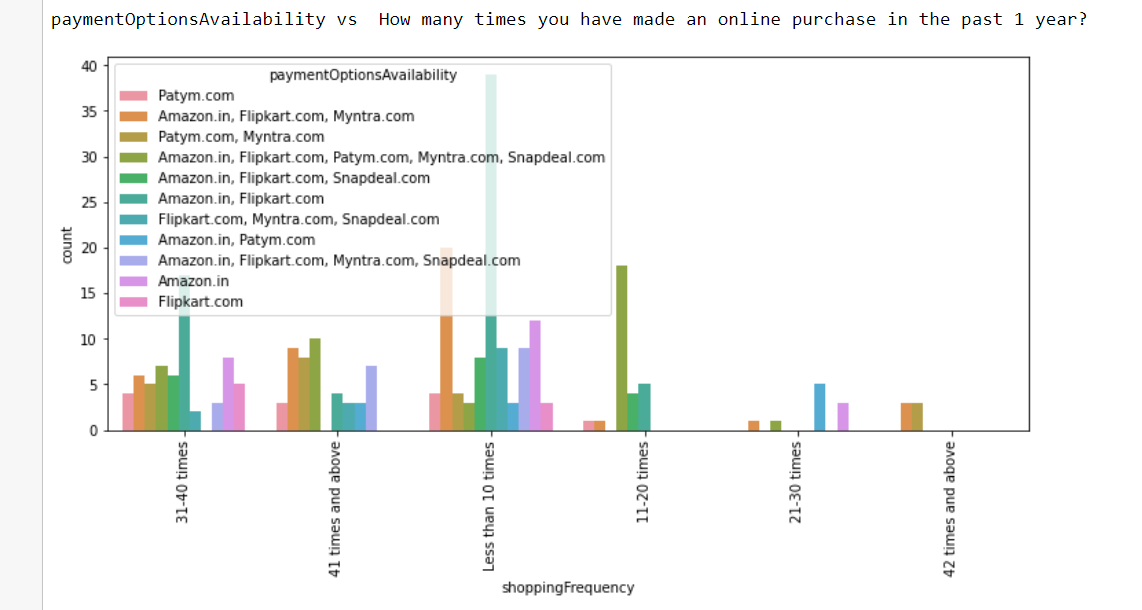 paymentOptionsAvailability vs  How many times you have made an online purchase in the past 1 year?
40
35
30
25
20
15
10
5
0
count
paymentOptionsAvailability
Patym.com
Amazon.in, Flipkart.com, Myntra.com
Patym.com, Myntra.com
Amazon.in, Flipkart.com, Patym.com, Myntra.com, Snapdeal.com
Amazon.in, Flipkart.com, Snapdeal.com
Amazon.in, Flipkart.com
Flipkart.com, Myntra.com, Snapdeal.com
Amazon.in, Patym.com
Amazon.in, Flipkart.com, Myntra.com, Snapdeal.com
Amazon.in
Flipkart.com
31-40 times
41 times and above
Less than 10 times
11-20 times
21-30 times
42 times and above
shoppingFrequency